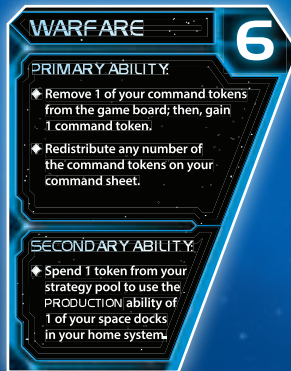 WARFARE
6
PRIMARY ABILITY:
Remove 1 of your command tokens
from the game board; then, gain
1 command token.
Redistribute any number of
the command tokens on your
command sheet.
SECONDARY ABILITY:
Spend 1 token from your
strategy pool to use the
PRODUCTION ability of
1 of your space docks
in your home system.